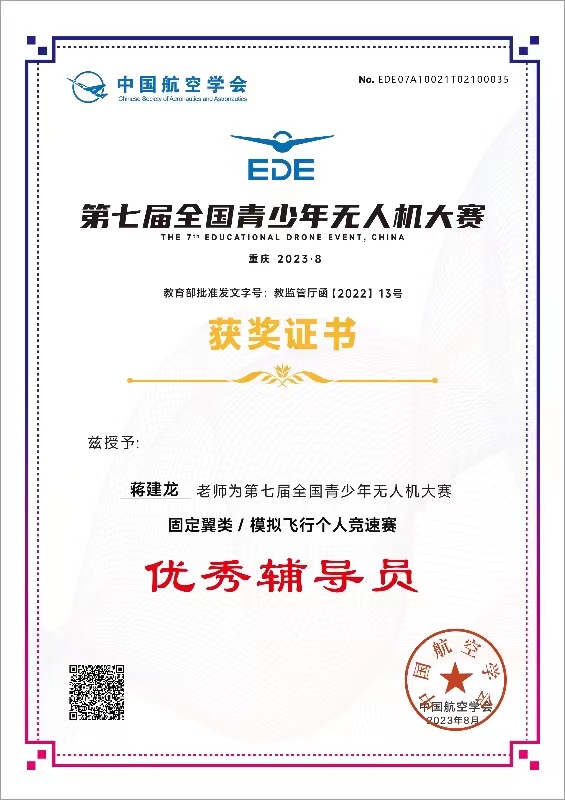 中国航空学会
Chinese Society of Aeronautics and Astronautics
No. EDE07A10021T02100035
EDE
第七届全国青少年无人机大赛
THE 7th EDUCATIONAL DRONE EVENT, CHINA
重庆 2023·8
教育部批准发文字号：教监管厅函【2022】13号
获奖证书
兹授予:
蒋建龙 老师为第七届全国青少年无人机大赛
固定翼类 / 模拟飞行个人竞速赛
优秀辅导员
中国航空学会
中国航空学会
2023年8月